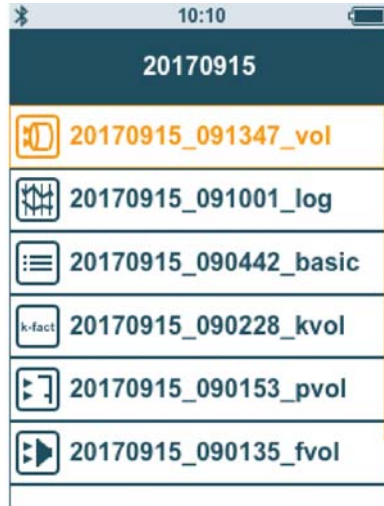 10:10
20170915
20170915_091347_vol
20170915_091001_log
20170915_090442_basic
k-fact 20170915_090228_kvol
20170915_090153_pvol
20170915_090135_fvol